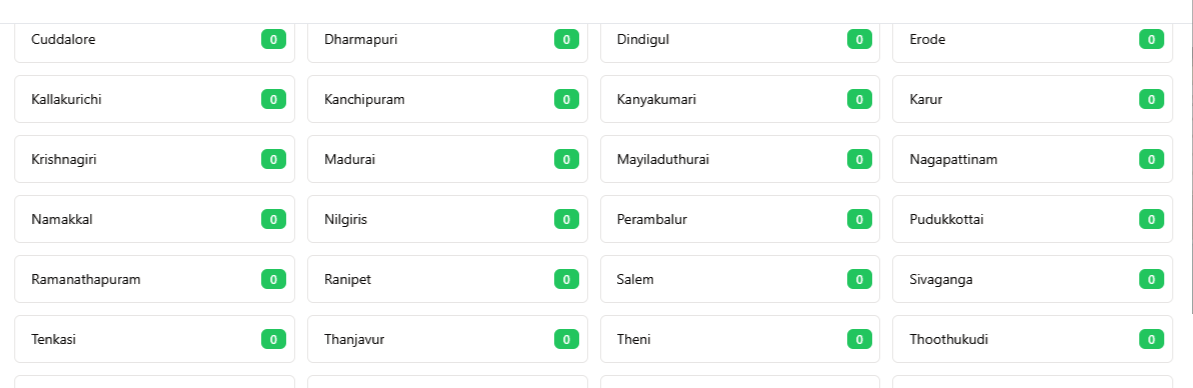 Cuddalore 0 Dharmapuri 0 Dindigul 0 Erode 0
Kallakurichi 0 Kanchipuram 0 Kanyakumari 0 Karur 0
Krishnagiri 0 Madurai 0 Mayiladuthurai 0 Nagapattinam 0
Namakkal 0 Nilgiris 0 Perambalur 0 Pudukkottai 0
Ramanathapuram 0 Ranipet 0 Salem 0 Sivaganga 0
Tenkasi 0 Thanjavur 0 Theni 0 Thoothukudi 0